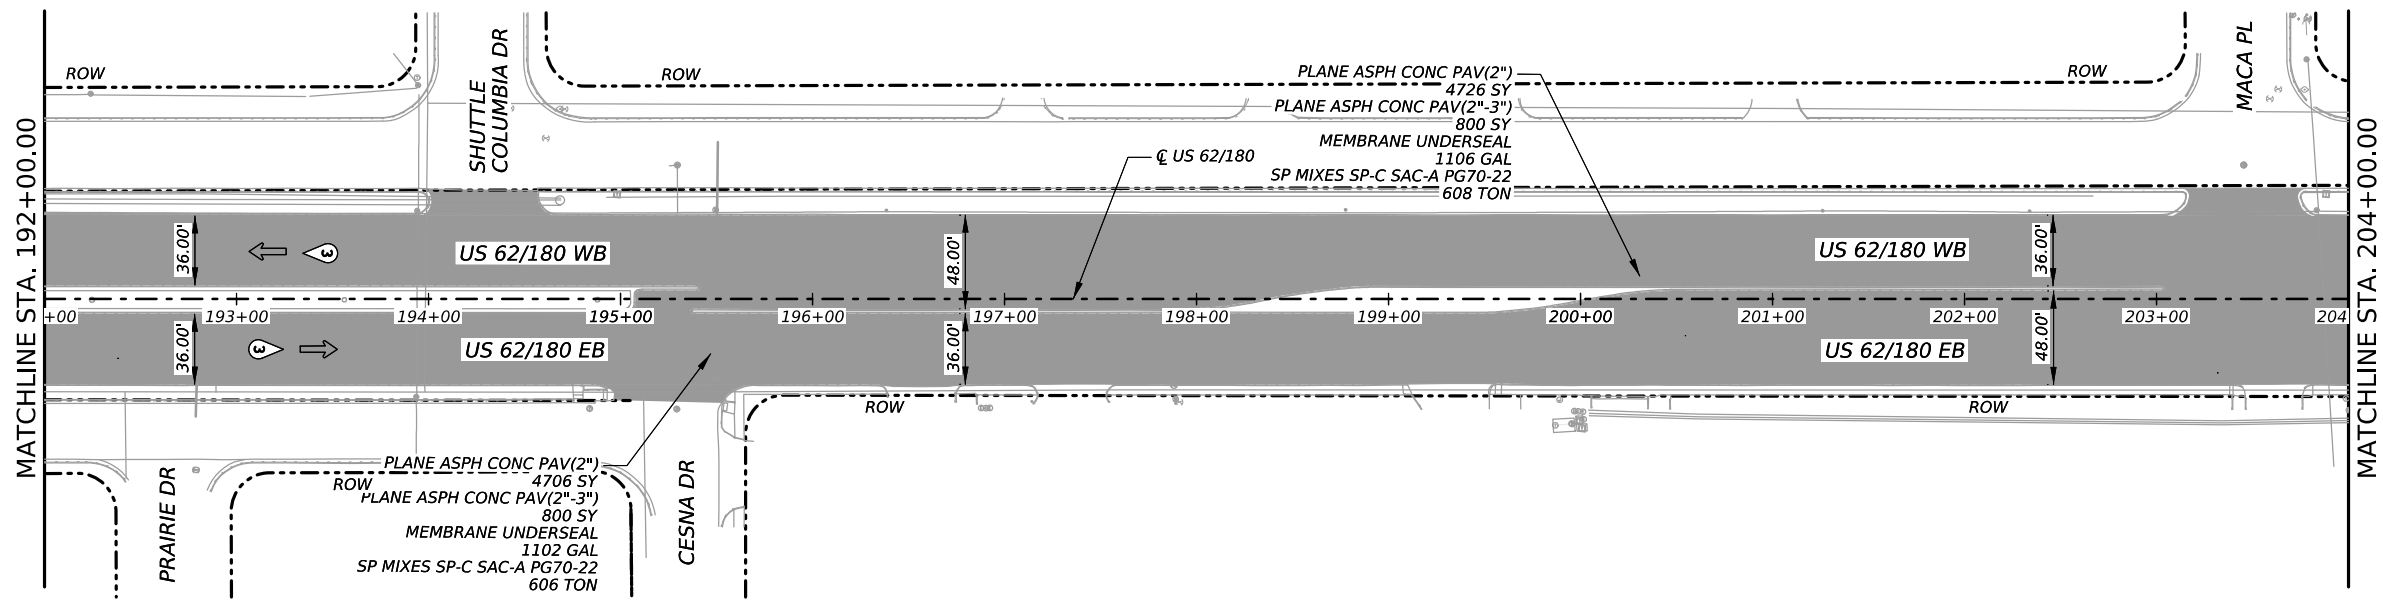 MATCHLINE STA. 192+00.00
ROW
SHUTTLE
COLUMBIA DR
ROW
PLANE ASPH CONC PAV(2")
4726 SY
PLANE ASPH CONC PAV(2"-3")
800 SY
MEMBRANE UNDERSEAL
1106 GAL
SP MIXES SP-C SAC-A PG70-22
608 TON
℄ US 62/180
ROW
MACA PL
MATCHLINE STA. 204+00.00
36.00'
3
US 62/180 WB
48.00'
US 62/180 WB
36.00'
+00
193+00
194+00
195+00
196+00
197+00
198+00
199+00
200+00
201+00
202+00
203+00
204
36.00'
3
US 62/180 EB
36.00'
US 62/180 EB
48.00'
ROW
ROW
PRAIRIE DR
ROW
PLANE ASPH CONC PAV(2")
4706 SY
PLANE ASPH CONC PAV(2"-3")
800 SY
MEMBRANE UNDERSEAL
1102 GAL
SP MIXES SP-C SAC-A PG70-22
606 TON
CESNA DR